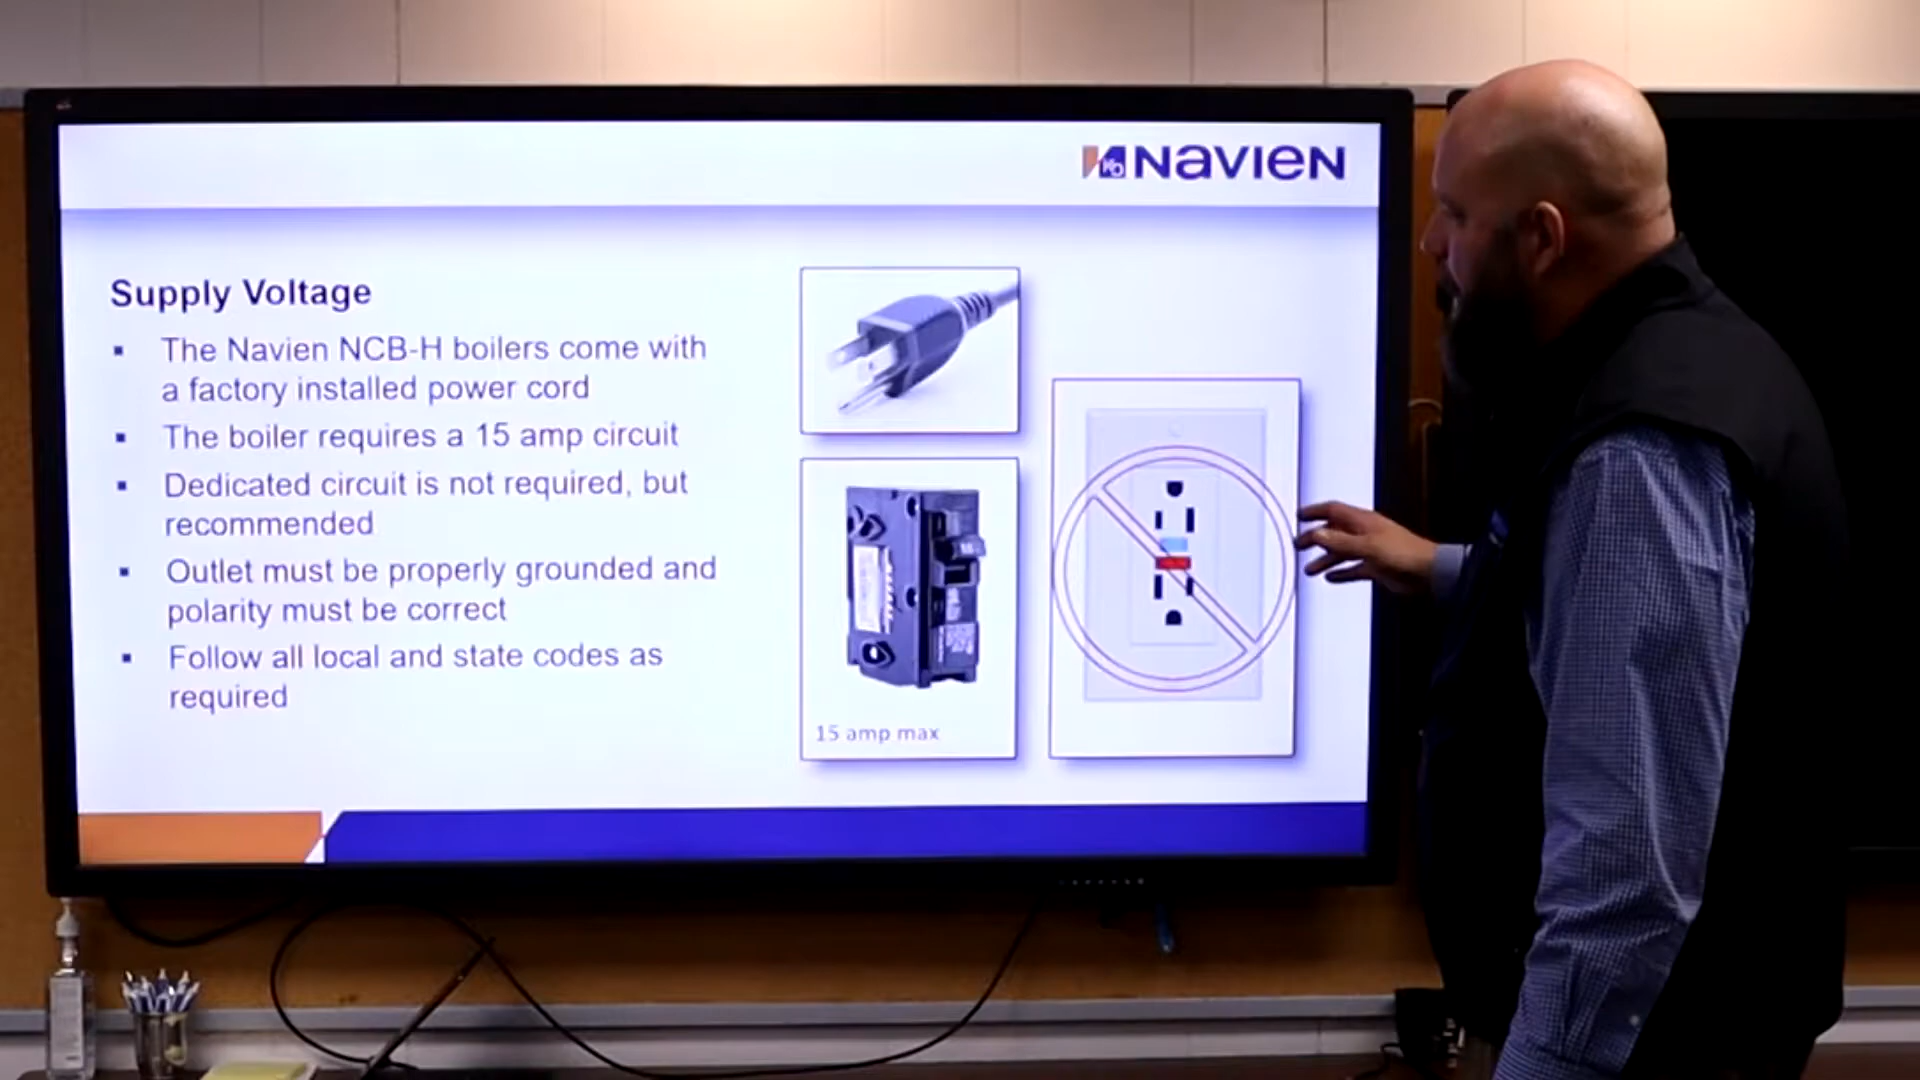 NAVIEN
Supply Voltage
▪ The Navien NCB-H boilers come with
a factory installed power cord
▪ The boiler requires a 15 amp circuit
▪ Dedicated circuit is not required, but
recommended
▪ Outlet must be properly grounded and
polarity must be correct
▪ Follow all local and state codes as
required
15 amp max